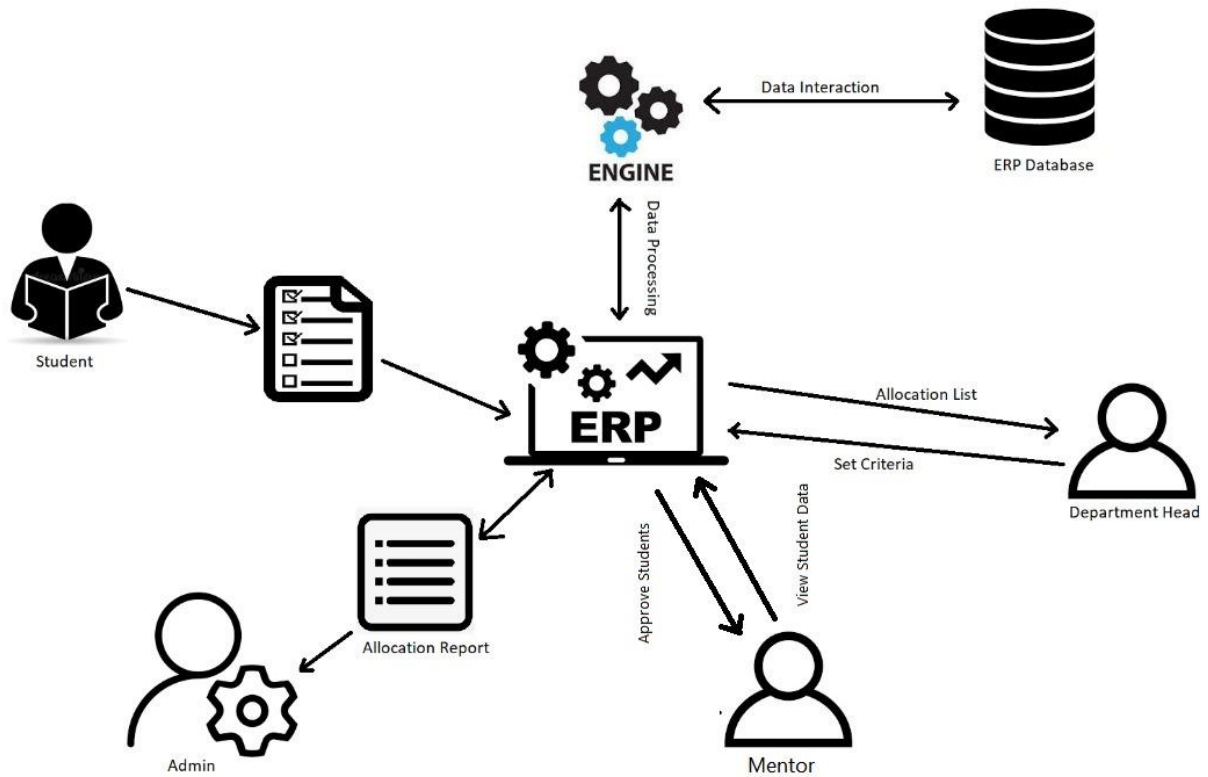 Data Interaction
ERP Database
ENGINE
Data Processing
Student
ERP
Allocation List
Set Criteria
Department Head
Approve Students
View Student Data
Allocation Report
Admin
Mentor